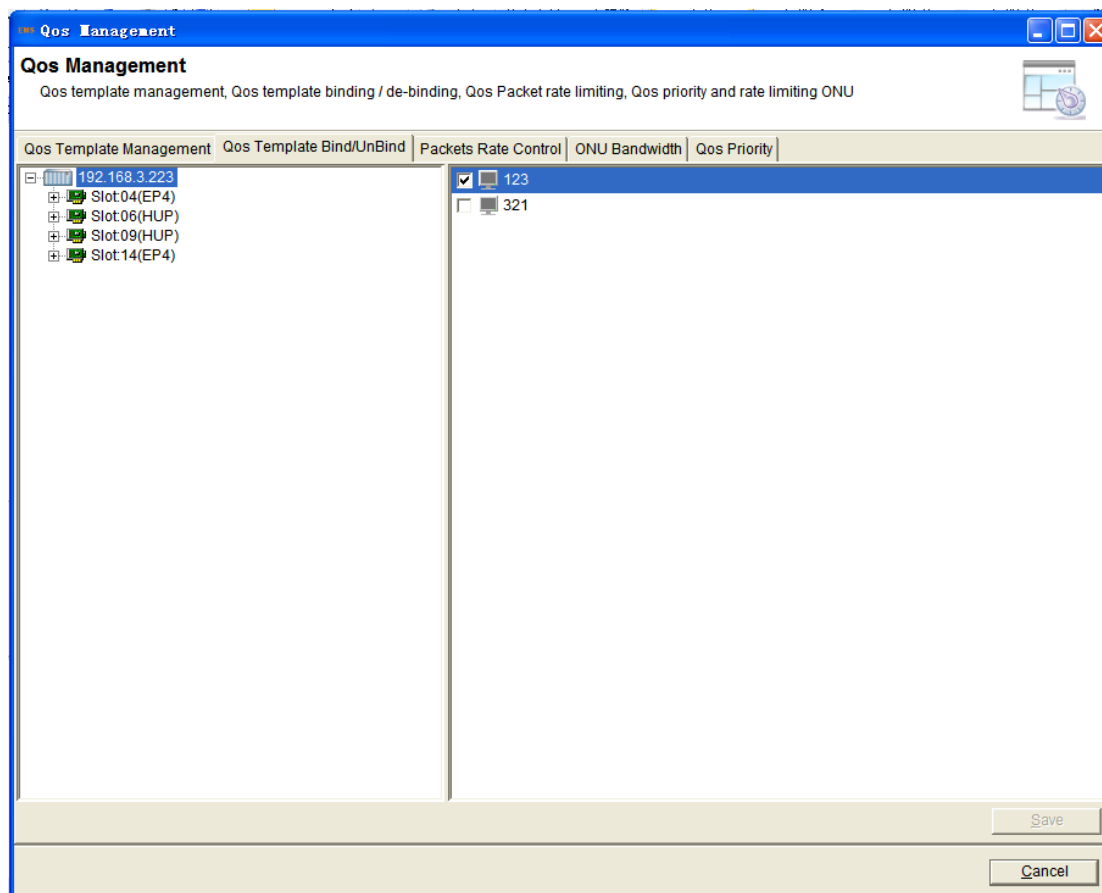 EMS Qos Management
Qos Management
Qos template management, Qos template binding / de-binding, Qos Packet rate limiting, Qos priority and rate limiting ONU
Qos Template Management Qos Template Bind/UnBind Packets Rate Control ONU Bandwidth Qos Priority
192.168.3.223
Slot:04(EP4)
Slot:06(HUP)
Slot:09(HUP)
Slot:14(EP4)
123
321
Save
Cancel